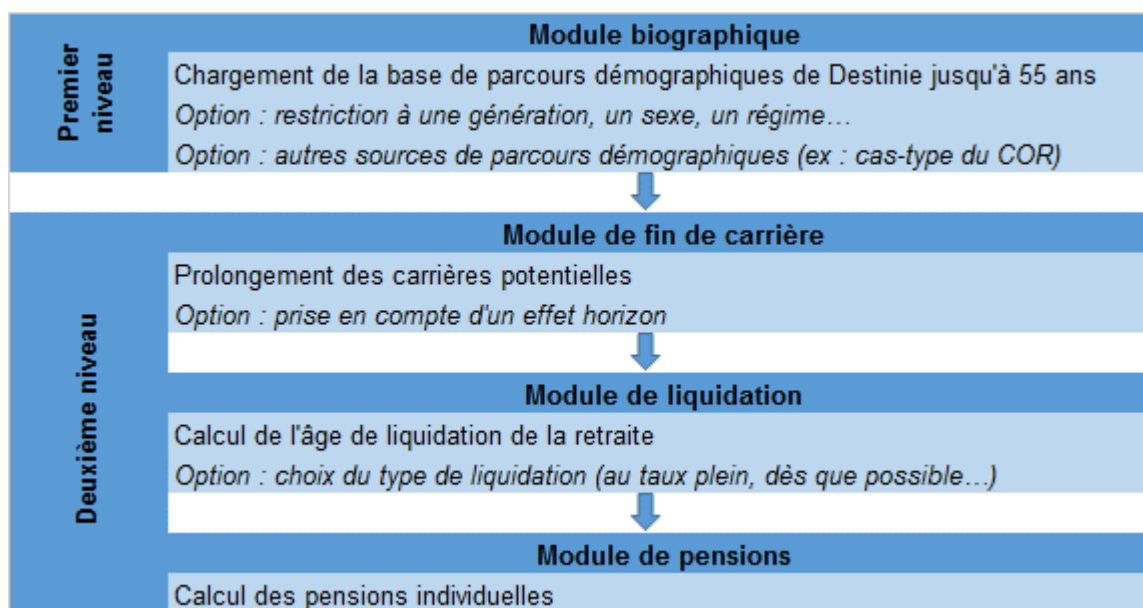 Premier
niveau
Module biographique
Chargement de la base de parcours démographiques de Destinie jusqu'à 55 ans
Option : restriction à une génération, un sexe, un régime…
Option : autres sources de parcours démographiques (ex : cas-type du COR)
Deuxième niveau
Module de fin de carrière
Prolongement des carrières potentielles
Option : prise en compte d'un effet horizon
Module de liquidation
Calcul de l'âge de liquidation de la retraite
Option : choix du type de liquidation (au taux plein, dès que possible…)
Module de pensions
Calcul des pensions individuelles